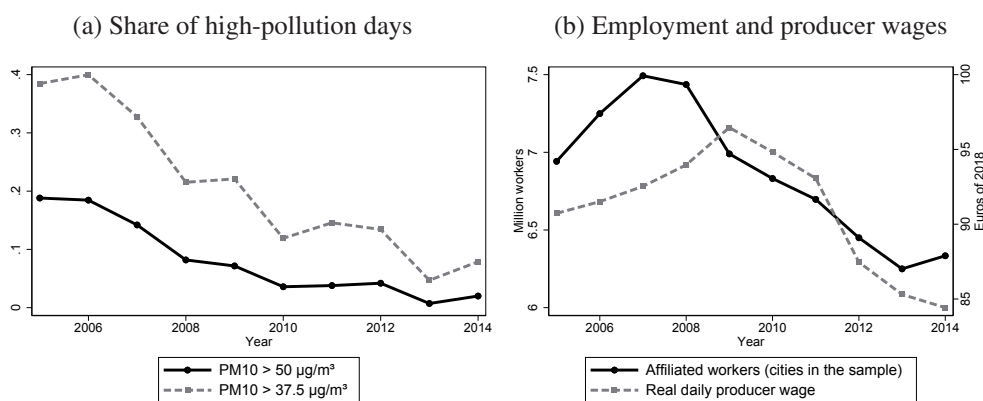 (a) Share of high-pollution days
.4
.3
.2
.1
0
2006 2008 2010 2012 2014
Year
PM10 > 50 µg/m³
PM10 > 37.5 µg/m³
(b) Employment and producer wages
7.5
7
6.5
6
Million workers
100
95
90
85
Euros of 2018
2006 2008 2010 2012 2014
Year
Affiliated workers (cities in the sample)
Real daily producer wage